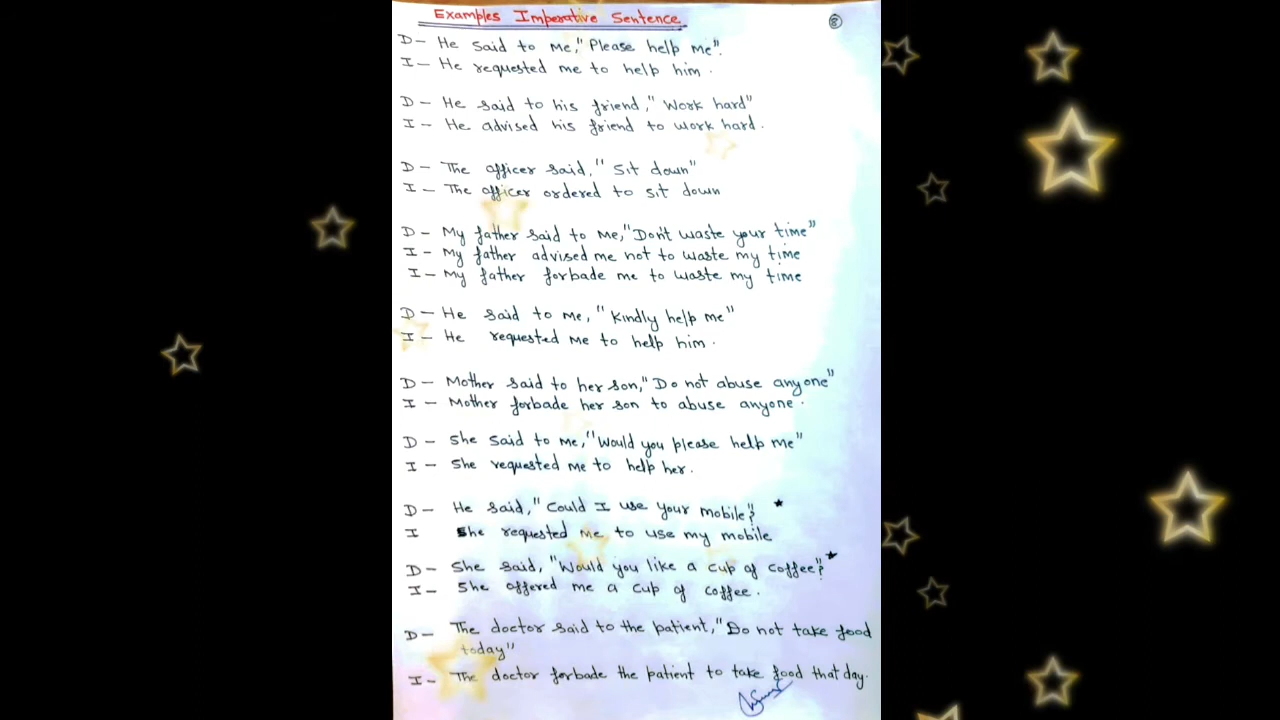 Examples Imperative Sentence
8
D - He said to me, "Please help me".
I - He requested me to help him.
D - He said to his friend, "Work hard"
I - He advised his friend to work hard.
D - The officer said, "Sit down"
I - The officer ordered to sit down
D - My father said to me, "Don't waste your time"
I - My father advised me not to waste my time
I - My father forbade me to waste my time
D - He said to me, "Kindly help me"
I - He requested me to help him.
D - Mother said to her son, "Do not abuse anyone"
I - Mother forbade her son to abuse anyone.
D - She said to me, "Would you please help me"
I - She requested me to help her.
D - He said, "Could I use your mobile"? *
I She requested me to use my mobile
D - She said, "Would you like a cup of coffee"? *
I - She offered me a cup of coffee.
D - The doctor said to the patient, "Do not take food
today"
I - The doctor forbade the patient to take food that day.